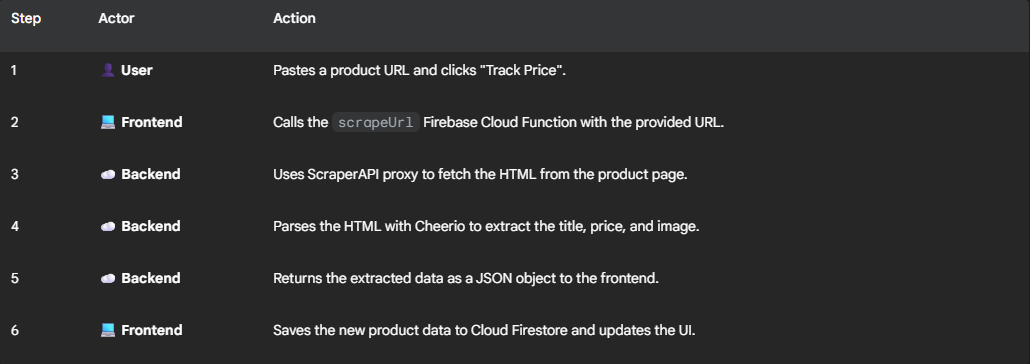 Step Actor Action
1 User Pastes a product URL and clicks "Track Price".
2 Frontend Calls the scrapeUrl Firebase Cloud Function with the provided URL.
3 Backend Uses ScraperAPI proxy to fetch the HTML from the product page.
4 Backend Parses the HTML with Cheerio to extract the title, price, and image.
5 Backend Returns the extracted data as a JSON object to the frontend.
6 Frontend Saves the new product data to Cloud Firestore and updates the UI.